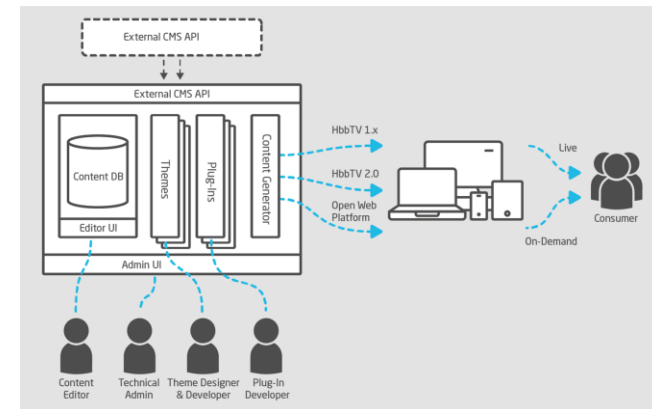 External CMS API
External CMS API
Content DB
Editor UI
Themes
Plug-Ins
Content Generator
Admin UI
HbbTV 1.x
HbbTV 2.0
Open Web
Platform
Live
On-Demand
Consumer
Content
Editor
Technical
Admin
Theme Designer
& Developer
Plug-In
Developer